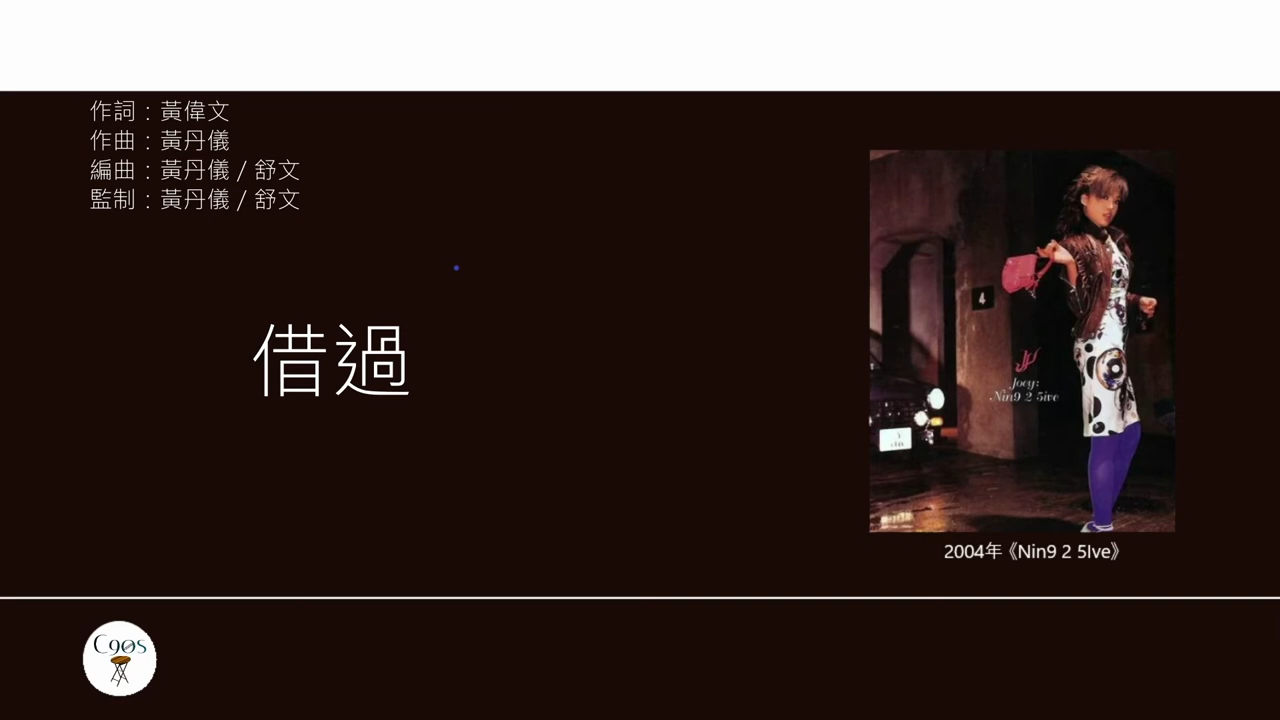 作詞：黃偉文
作曲：黃丹儀
編曲：黃丹儀 / 舒文
監制：黃丹儀 / 舒文
借過
4
Joey:
Nin9 2 5ive
2004年《Nin9 2 5Ive》
C90s